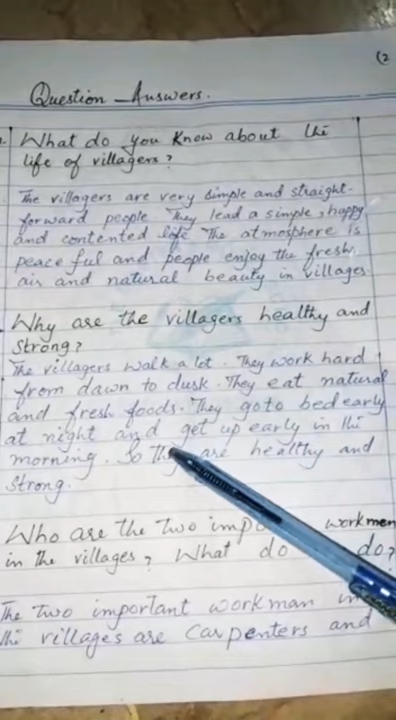 (2
Question Answers.
What do you know about the
life of villagers?
The villagers are very simple and straight-
forward people They lead a simple, happy
and contented life The atmosphere is
peace ful and people enjoy the fresh
air and natural beauty in villages
Why are the villagers healthy and
Strong?
The villagers walk a lot. They work hard
from dawn to dusk. They eat natural
and fresh foods. They goto bed early
at night and get up early in the
morning. So They are healthy and
Strong.
Who are the Two workmen
in the villages, What do do?
The Two important workman in
the villages are Carpenters and